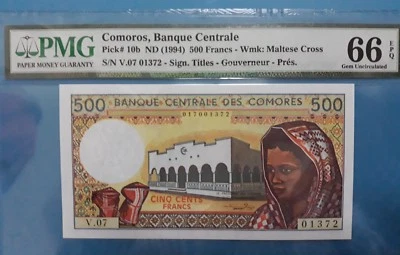 PMG
PAPER MONEY GUARANTY
Comoros, Banque Centrale
Pick# 10b ND (1994) 500 Francs - Wmk: Maltese Cross
S/N V.07 01372 - Sign. Titles - Gouverneur - Prés.
66 EPQ
Gem Uncirculated
500 BANQUE CENTRALE DES COMORES 500
017001372
CINQ CENTS
FRANCS
V.07
01372